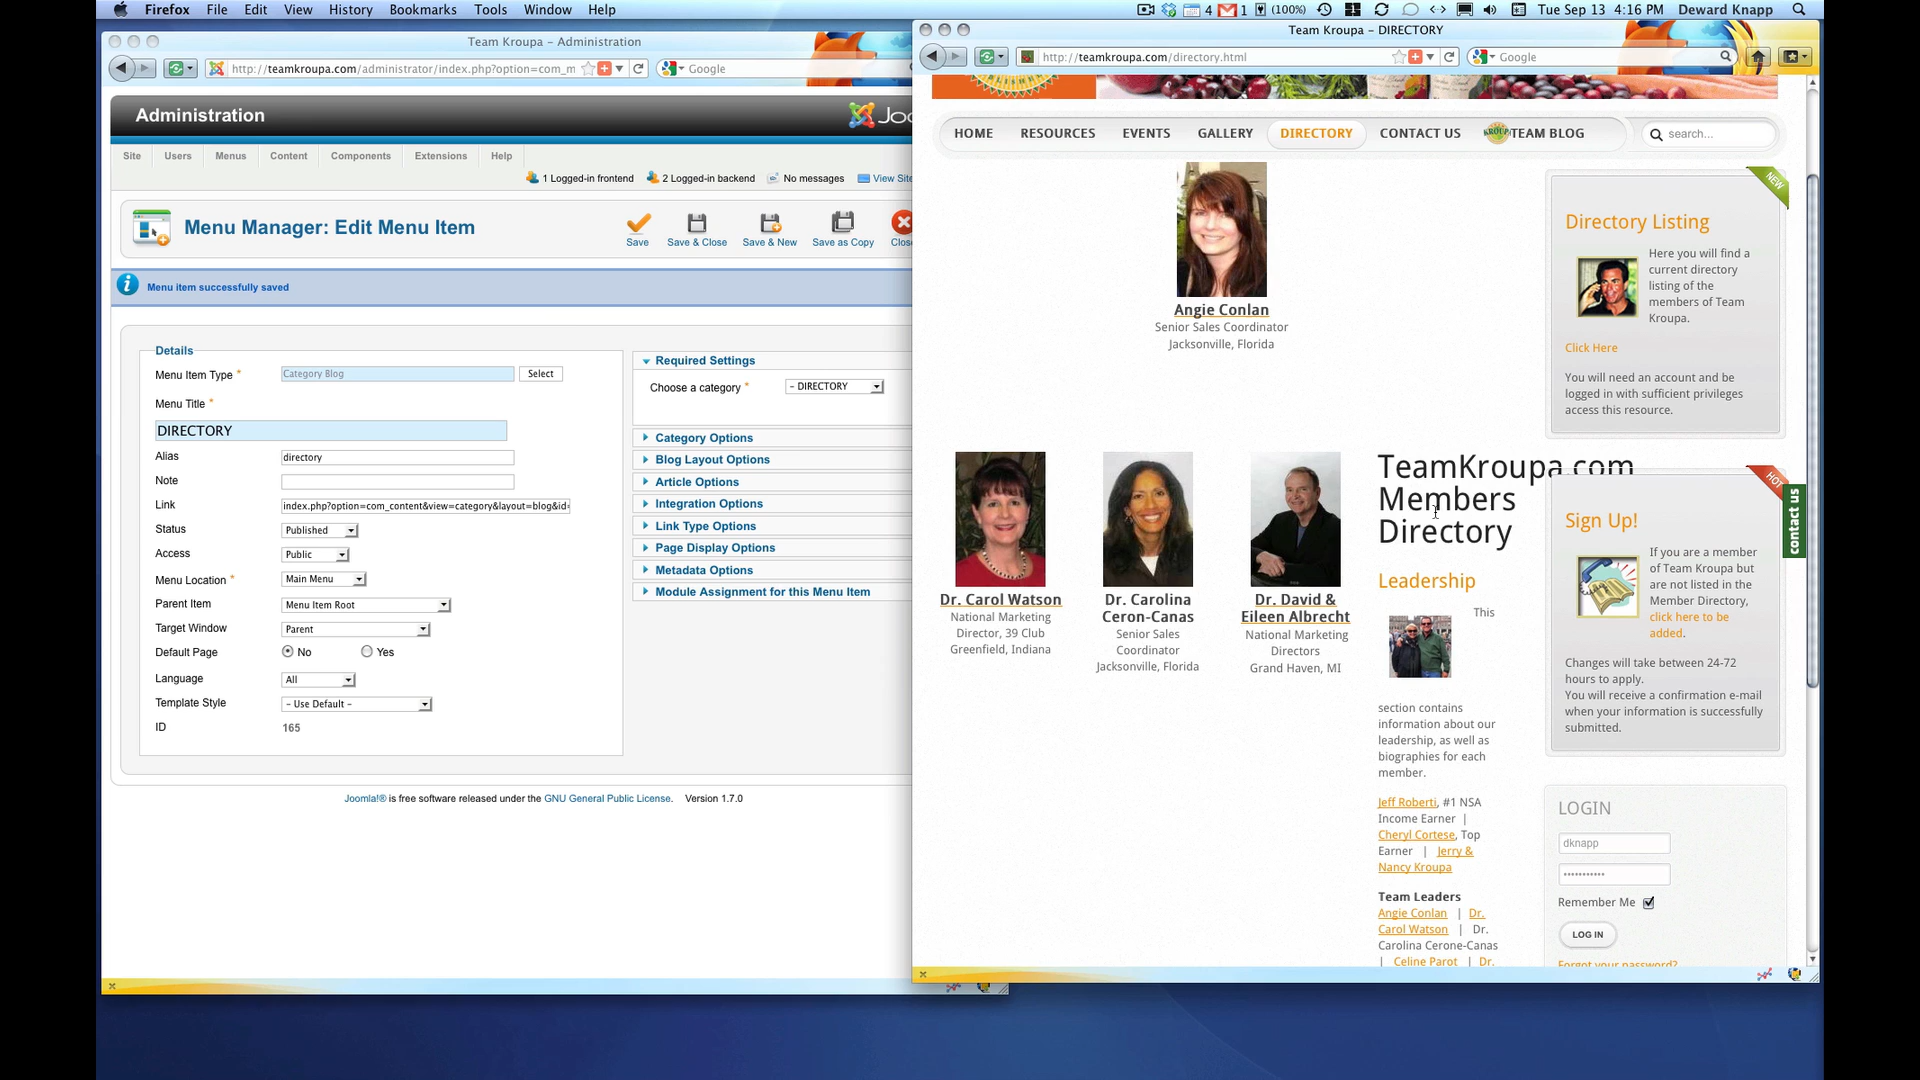 Firefox File Edit View History Bookmarks Tools Window Help
4 1 (100%) Tue Sep 13 4:16 PM Deward Knapp
Team Kroupa – Administration
http://teamkroupa.com/administrator/index.php?option=com_m
Google
Administration
Site Users Menus Content Components Extensions Help
1 Logged-in frontend 2 Logged-in backend No messages View Site
Menu Manager: Edit Menu Item
Save Save & Close Save & New Save as Copy
Menu item successfully saved
Details
Menu Item Type * Category Blog Select
Menu Title *
DIRECTORY
Alias directory
Note
Link index.php?option=com_content&view=category&layout=blog&id=
Status Published
Access Public
Menu Location * Main Menu
Parent Item Menu Item Root
Target Window Parent
Default Page No Yes
Language All
Template Style – Use Default –
ID 165
Required Settings
Choose a category * – DIRECTORY
Category Options
Blog Layout Options
Article Options
Integration Options
Link Type Options
Page Display Options
Metadata Options
Module Assignment for this Menu Item
Joomla!® is free software released under the GNU General Public License. Version 1.7.0
Team Kroupa – DIRECTORY
http://teamkroupa.com/directory.html
Google
HOME RESOURCES EVENTS GALLERY DIRECTORY CONTACT US KROUPA TEAM BLOG search...
Angie Conlan
Senior Sales Coordinator
Jacksonville, Florida
Dr. Carol Watson
National Marketing
Director, 39 Club
Greenfield, Indiana
Dr. Carolina
Ceron-Canas
Senior Sales
Coordinator
Jacksonville, Florida
Dr. David &
Eileen Albrecht
National Marketing
Directors
Grand Haven, MI
TeamKroupa.com
Members
Directory
Leadership
This
section contains
information about our
leadership, as well as
biographies for each
member.
Jeff Roberti, #1 NSA
Income Earner |
Cheryl Cortese, Top
Earner | Jerry &
Nancy Kroupa
Team Leaders
Angie Conlan | Dr.
Carol Watson | Dr.
Carolina Cerone-Canas
| Celine Parot | Dr.
NEW
Directory Listing
Here you will find a
current directory
listing of the
members of Team
Kroupa.
Click Here
You will need an account and be
logged in with sufficient privileges
access this resource.
HOT
contact us
Sign Up!
If you are a member
of Team Kroupa but
are not listed in the
Member Directory,
click here to be
added.
Changes will take between 24-72
hours to apply.
You will receive a confirmation e-mail
when your information is successfully
submitted.
LOGIN
dknapp
Remember Me
LOG IN
Forgot your password?